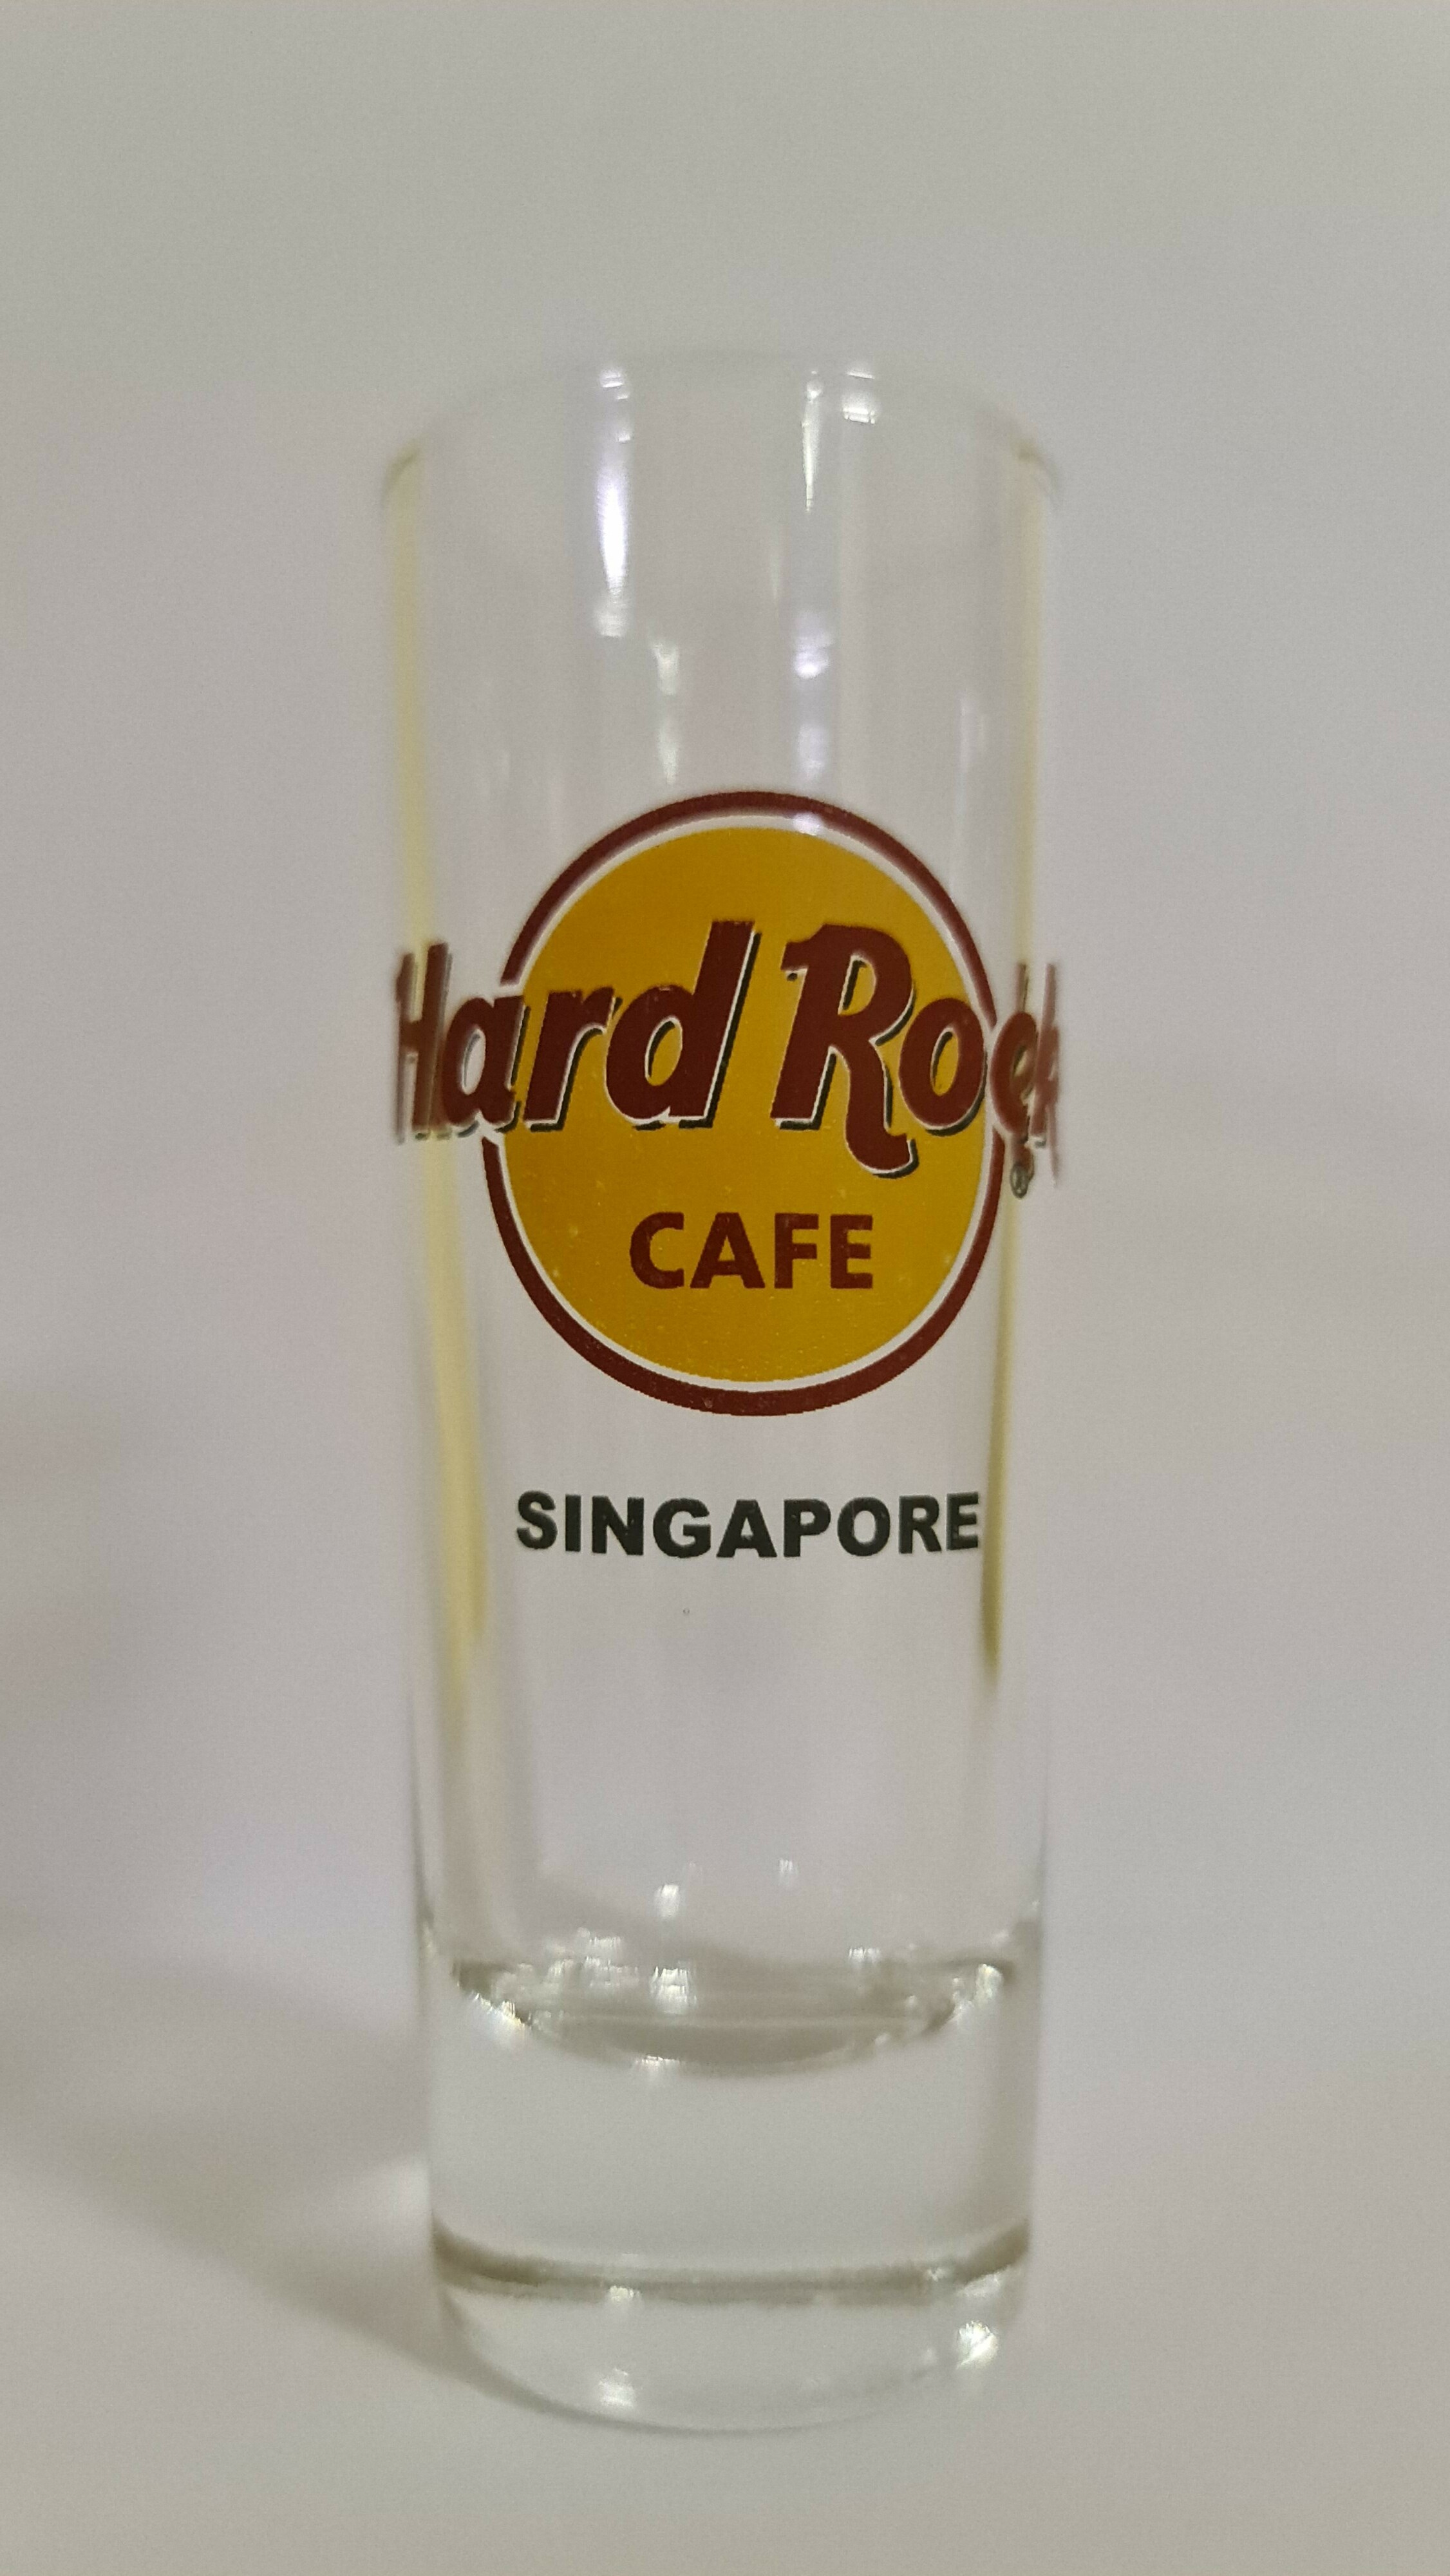 Hard Rock
®
CAFE
SINGAPORE